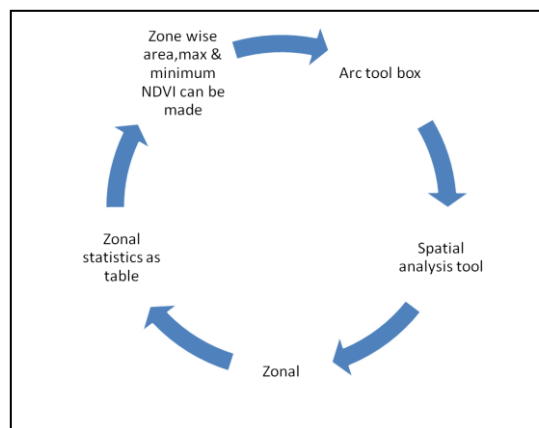 Zone wise
area,max &
minimum
NDVI can be
made
Arc tool box
Spatial
analysis tool
Zonal
Zonal
statistics as
table